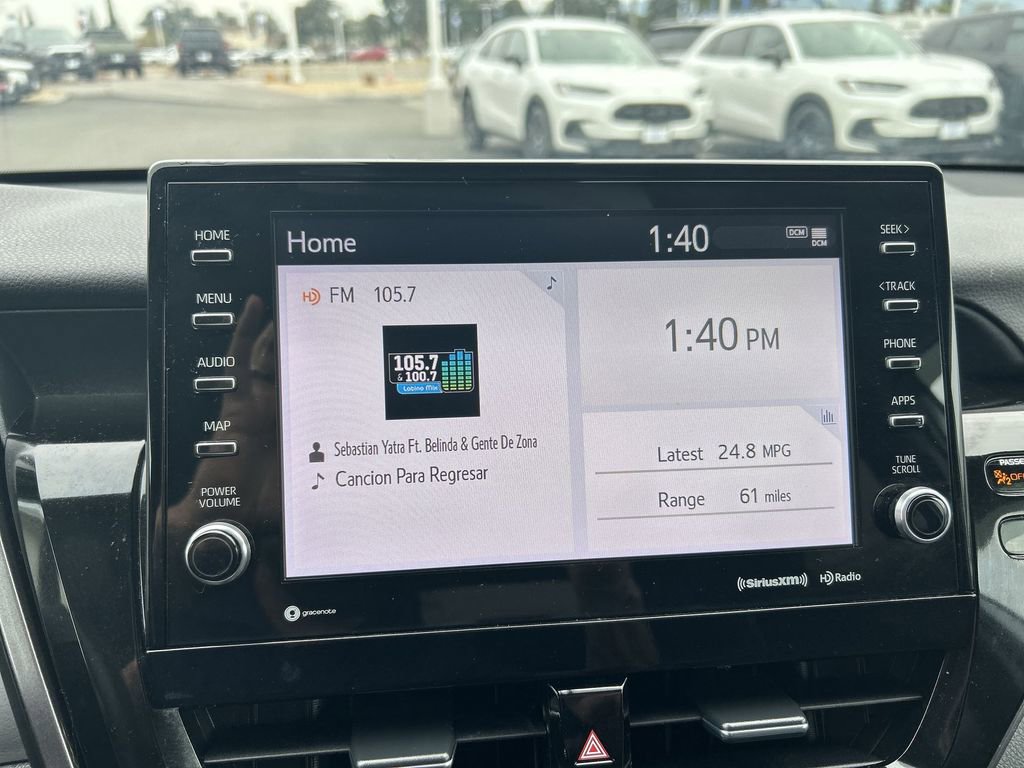 HOME
MENU
AUDIO
MAP
POWER
VOLUME
Home
1:40
DCM
DCM
FM 105.7
105.7
& 100.7
Latino Mix
Sebastian Yatra Ft. Belinda & Gente De Zona
Cancion Para Regresar
1:40 PM
Latest 24.8 MPG
Range 61 miles
SEEK >
< TRACK
PHONE
APPS
TUNE
SCROLL
gracenote
((SiriusXM))
HD Radio
PASSE
OFF